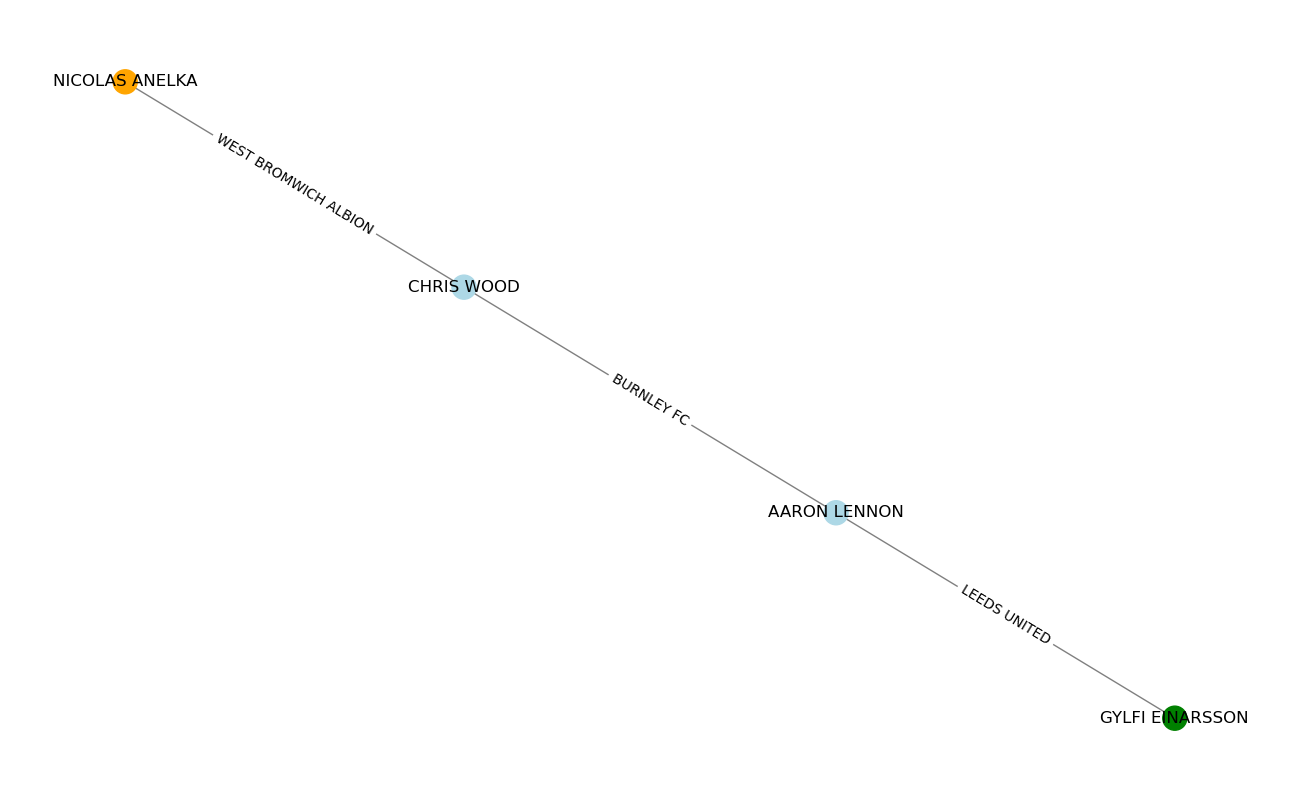 NICOLAS ANELKA
WEST BROMWICH ALBION
CHRIS WOOD
BURNLEY FC
AARON LENNON
LEEDS UNITED
GYLFI EINARSSON